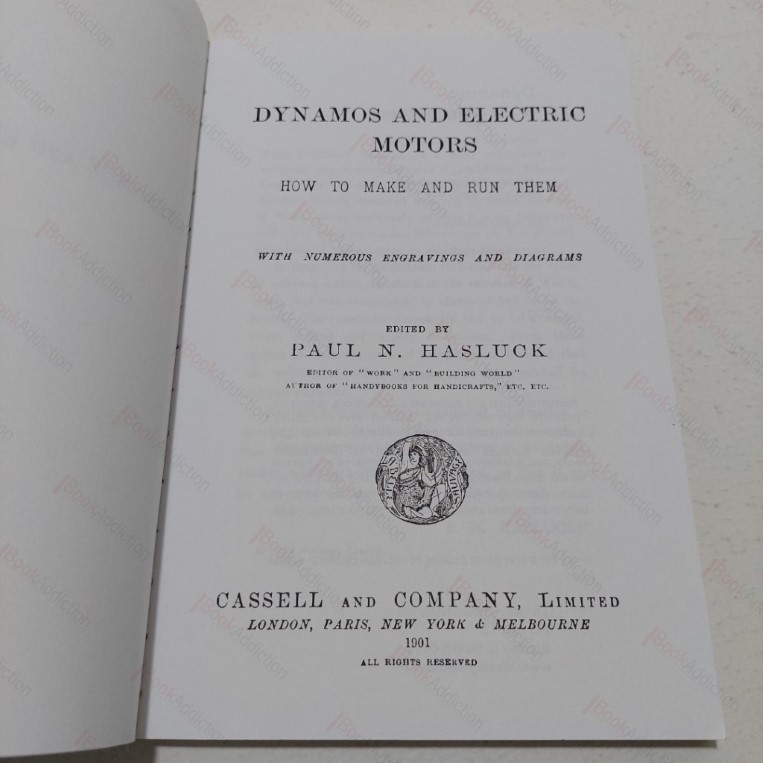 DYNAMOS AND ELECTRIC
MOTORS
HOW TO MAKE AND RUN THEM
WITH NUMEROUS ENGRAVINGS AND DIAGRAMS
EDITED BY
PAUL N. HASLUCK
EDITOR OF "WORK" AND "BUILDING WORLD"
AUTHOR OF "HANDYBOOKS FOR HANDICRAFTS," ETC. ETC.
CASSELL AND COMPANY, LIMITED
LONDON, PARIS, NEW YORK & MELBOURNE
1901
ALL RIGHTS RESERVED
BookAddiction